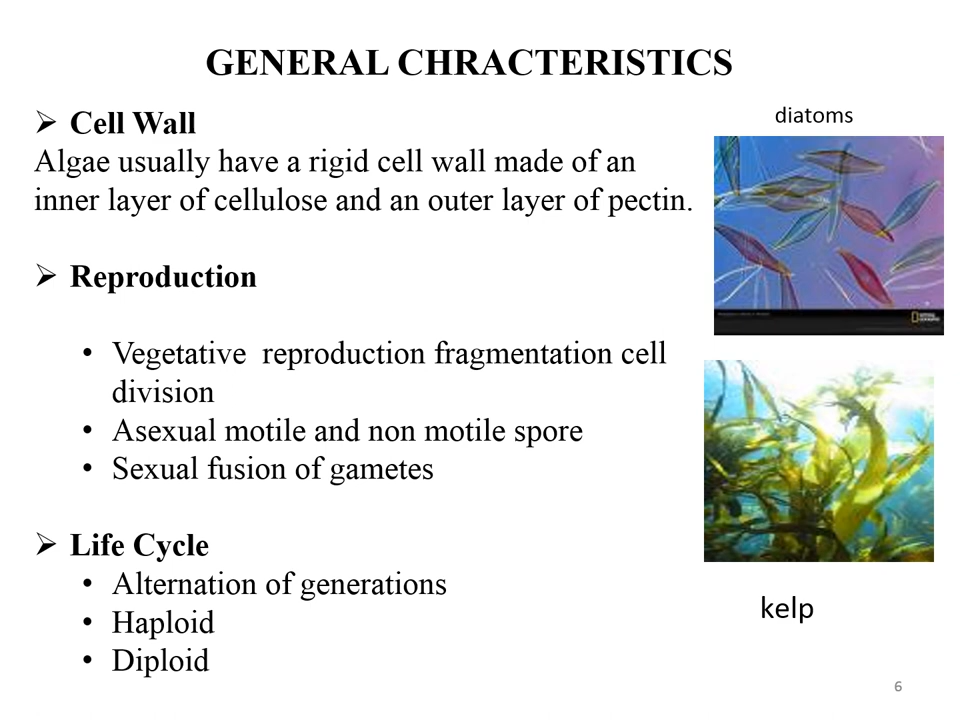 GENERAL CHRACTERISTICS
➢ Cell Wall
Algae usually have a rigid cell wall made of an
inner layer of cellulose and an outer layer of pectin.
➢ Reproduction
• Vegetative reproduction fragmentation cell
division
• Asexual motile and non motile spore
• Sexual fusion of gametes
➢ Life Cycle
• Alternation of generations
• Haploid
• Diploid
diatoms
NATIONAL
GEOGRAPHIC
kelp
6